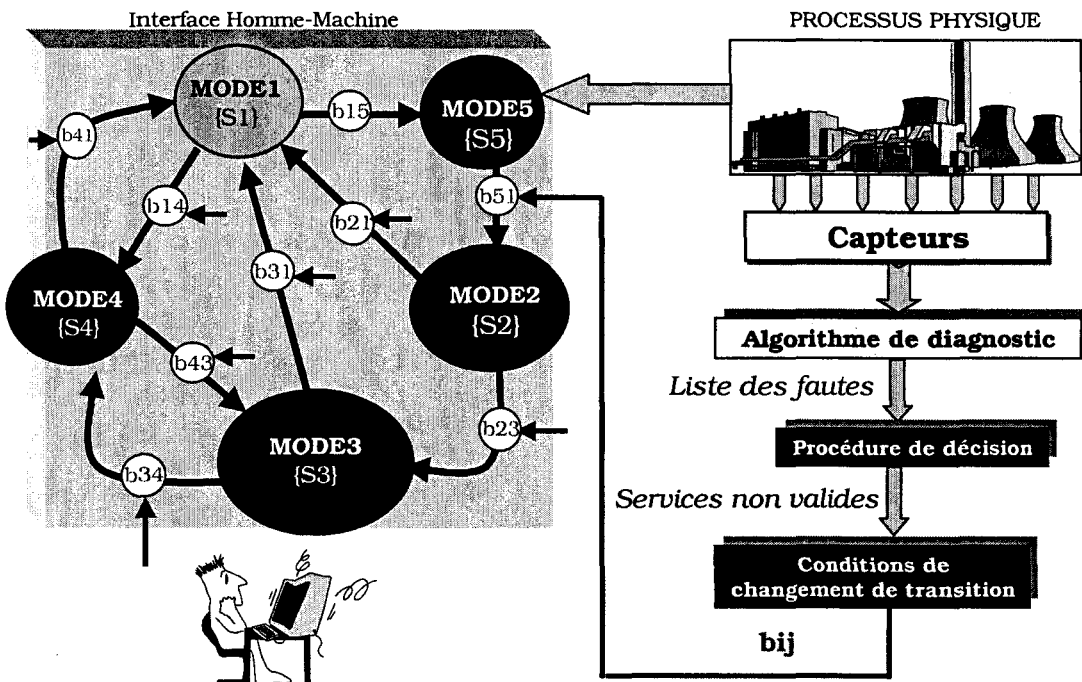 Interface Homme-Machine
PROCESSUS PHYSIQUE
MODE1
{S1}
b15
MODE5
{S5}
b41
b14
b21
b51
b31
MODE4
{S4}
MODE2
{S2}
b43
MODE3
{S3}
b23
b34
Capteurs
Algorithme de diagnostic
Liste des fautes
Procédure de décision
Services non valides
Conditions de
changement de transition
bij